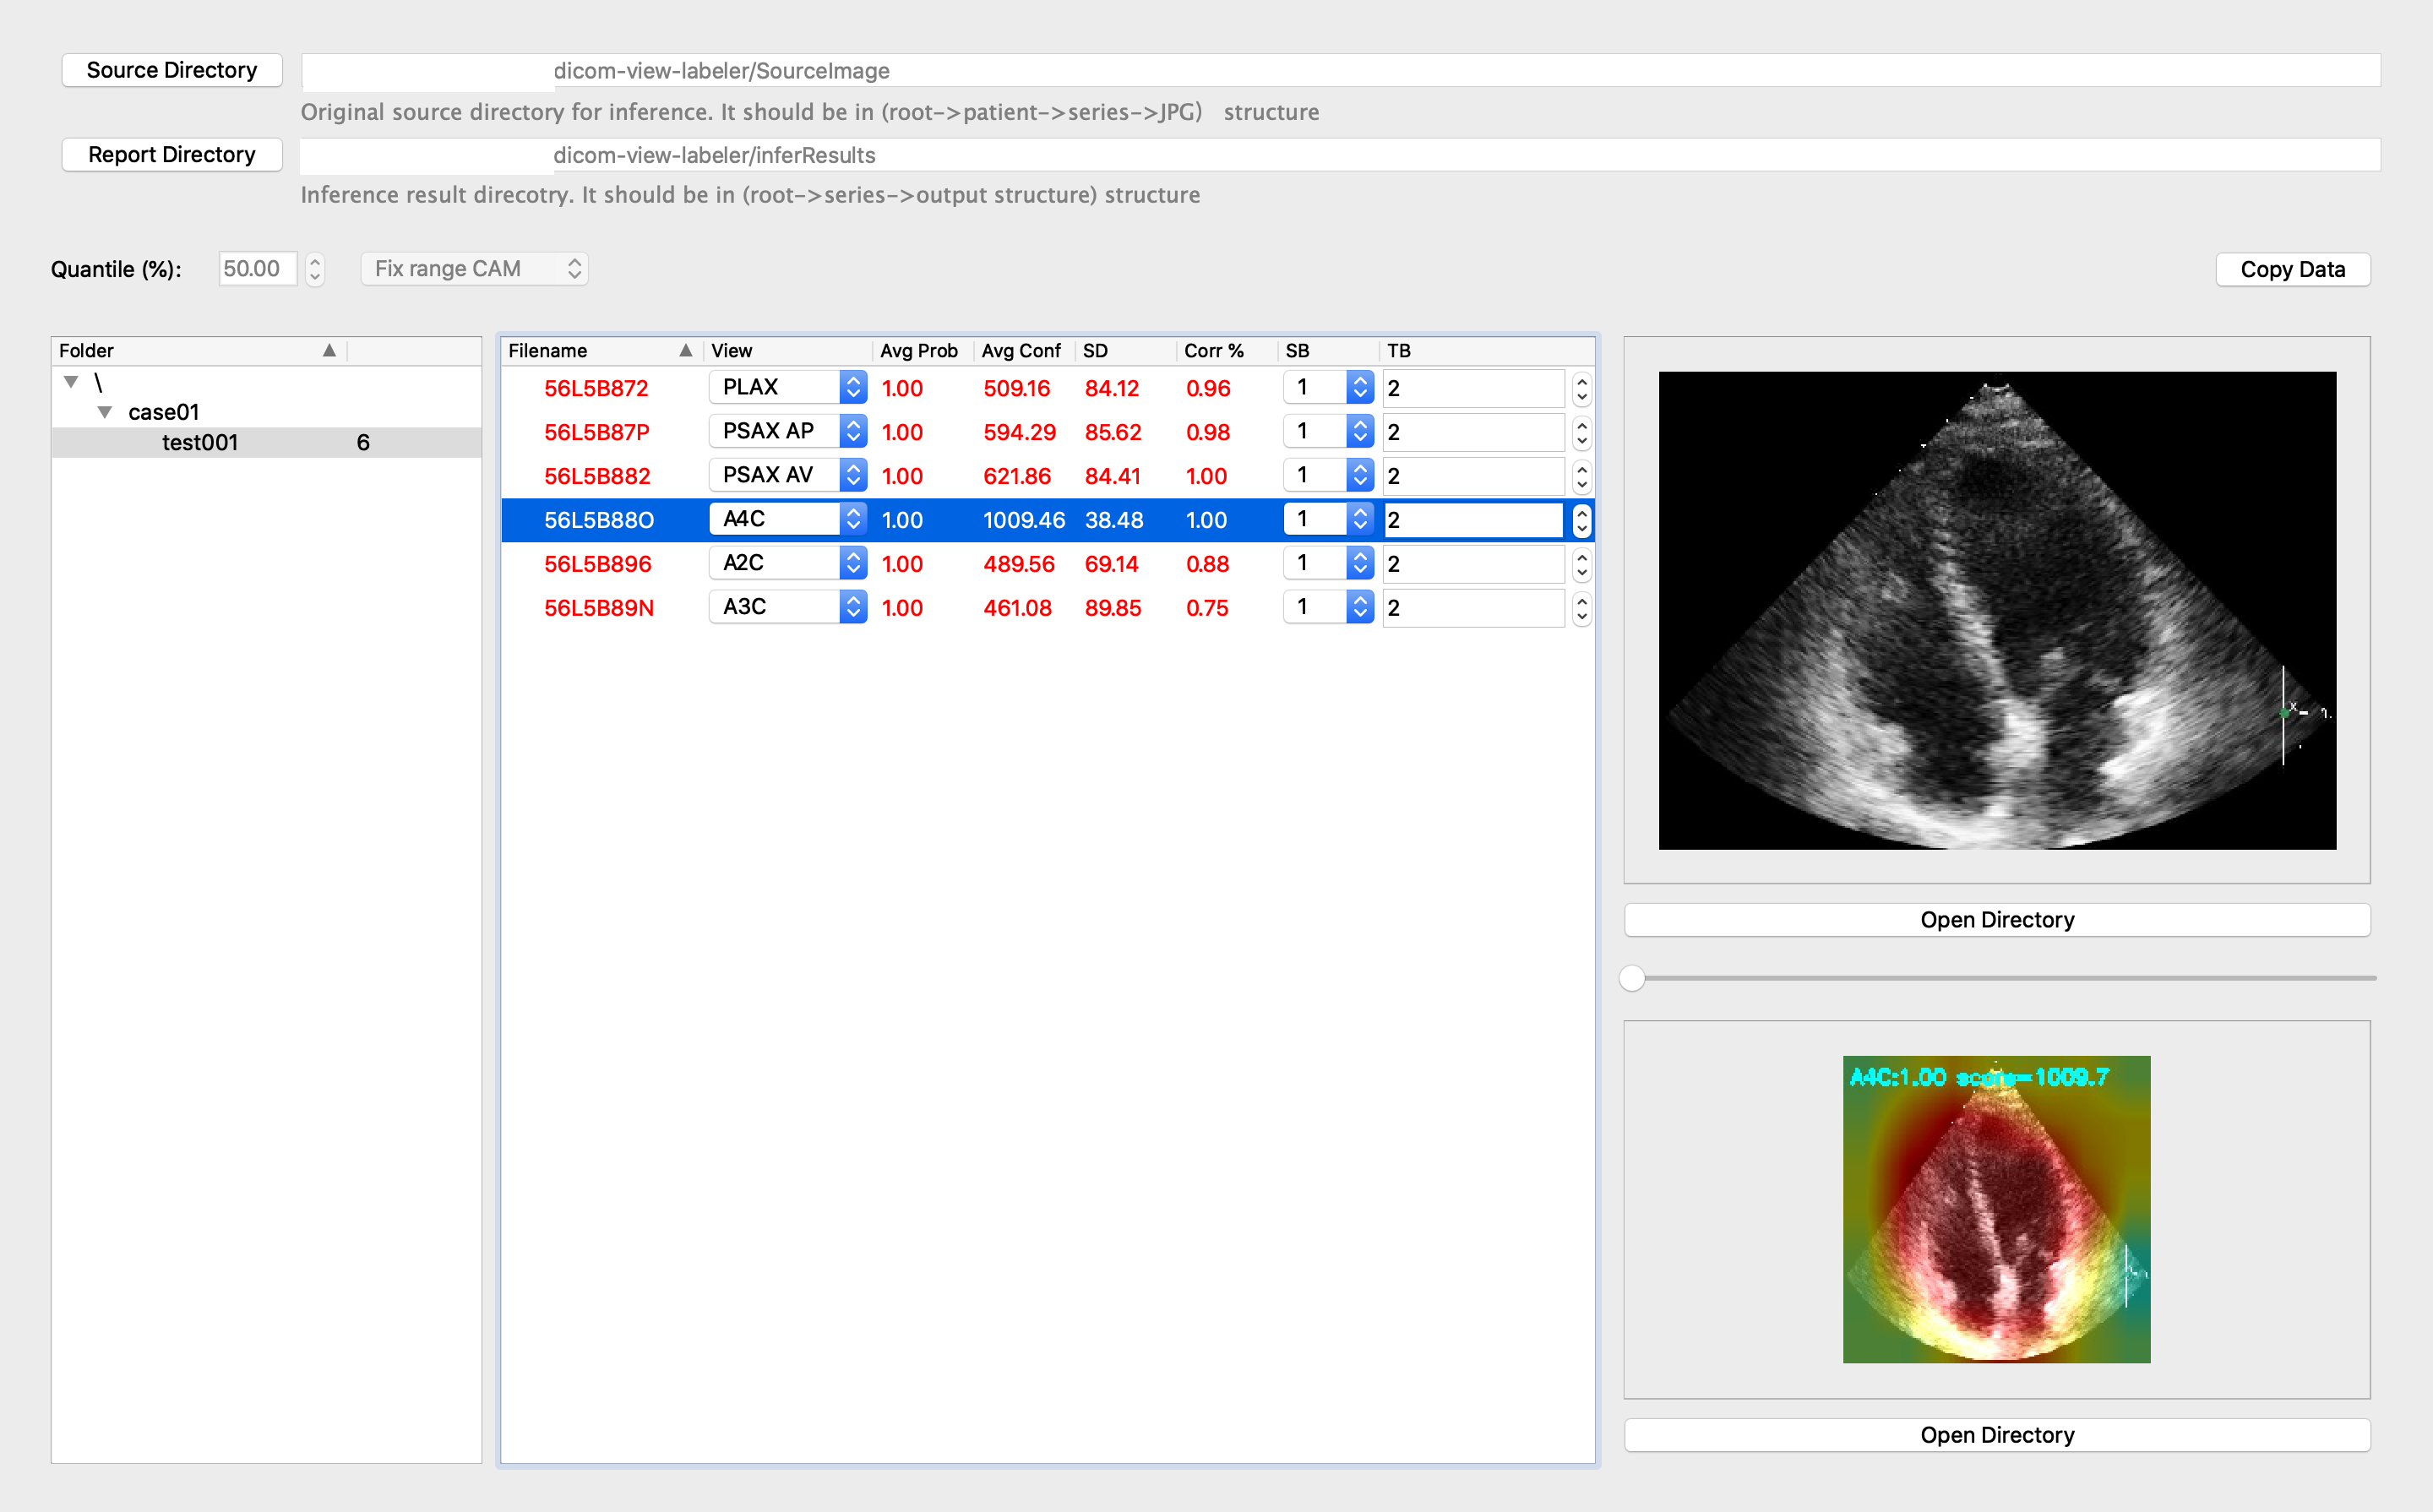 Source Directory dicom-view-labeler/SourceImage
Original source directory for inference. It should be in (root->patient->series->JPG) structure
Report Directory dicom-view-labeler/inferResults
Inference result direcotry. It should be in (root->series->output structure) structure
Quantile (%): 50.00 Fix range CAM Copy Data
Folder
\
case01
test001 6
Filename View Avg Prob Avg Conf SD Corr % SB TB
56L5B872 PLAX 1.00 509.16 84.12 0.96 1 2
56L5B87P PSAX AP 1.00 594.29 85.62 0.98 1 2
56L5B882 PSAX AV 1.00 621.86 84.41 1.00 1 2
56L5B88O A4C 1.00 1009.46 38.48 1.00 1 2
56L5B896 A2C 1.00 489.56 69.14 0.88 1 2
56L5B89N A3C 1.00 461.08 89.85 0.75 1 2
Open Directory
A4C:1.00 score=1009.7
Open Directory